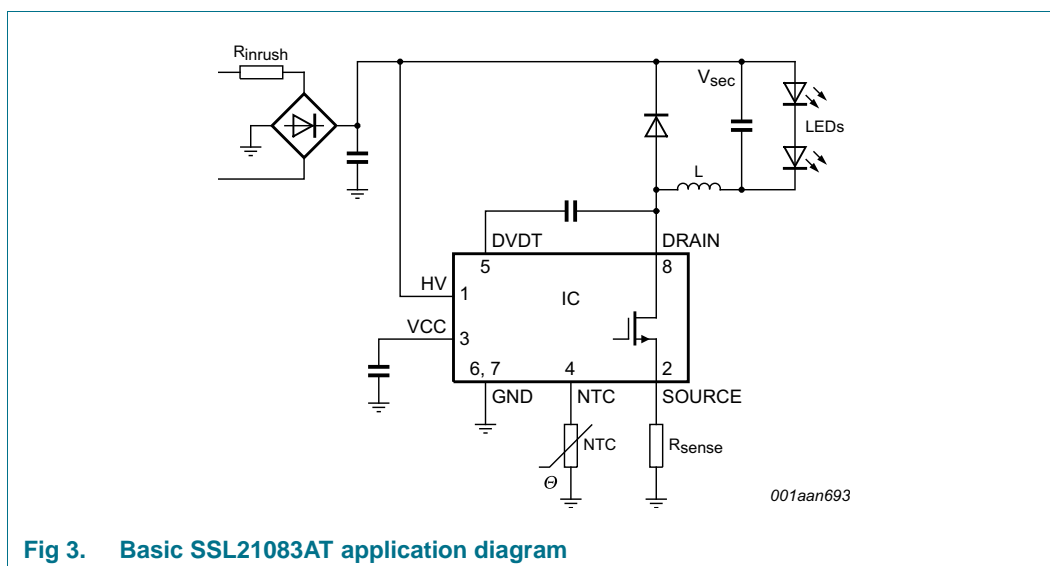 Rinrush
Vsec
LEDs
L
DVDT
DRAIN
5
8
HV
1
IC
VCC
3
6, 7
4
2
GND
NTC
SOURCE
NTC
Rsense
Θ
001aan693
Fig 3. Basic SSL21083AT application diagram